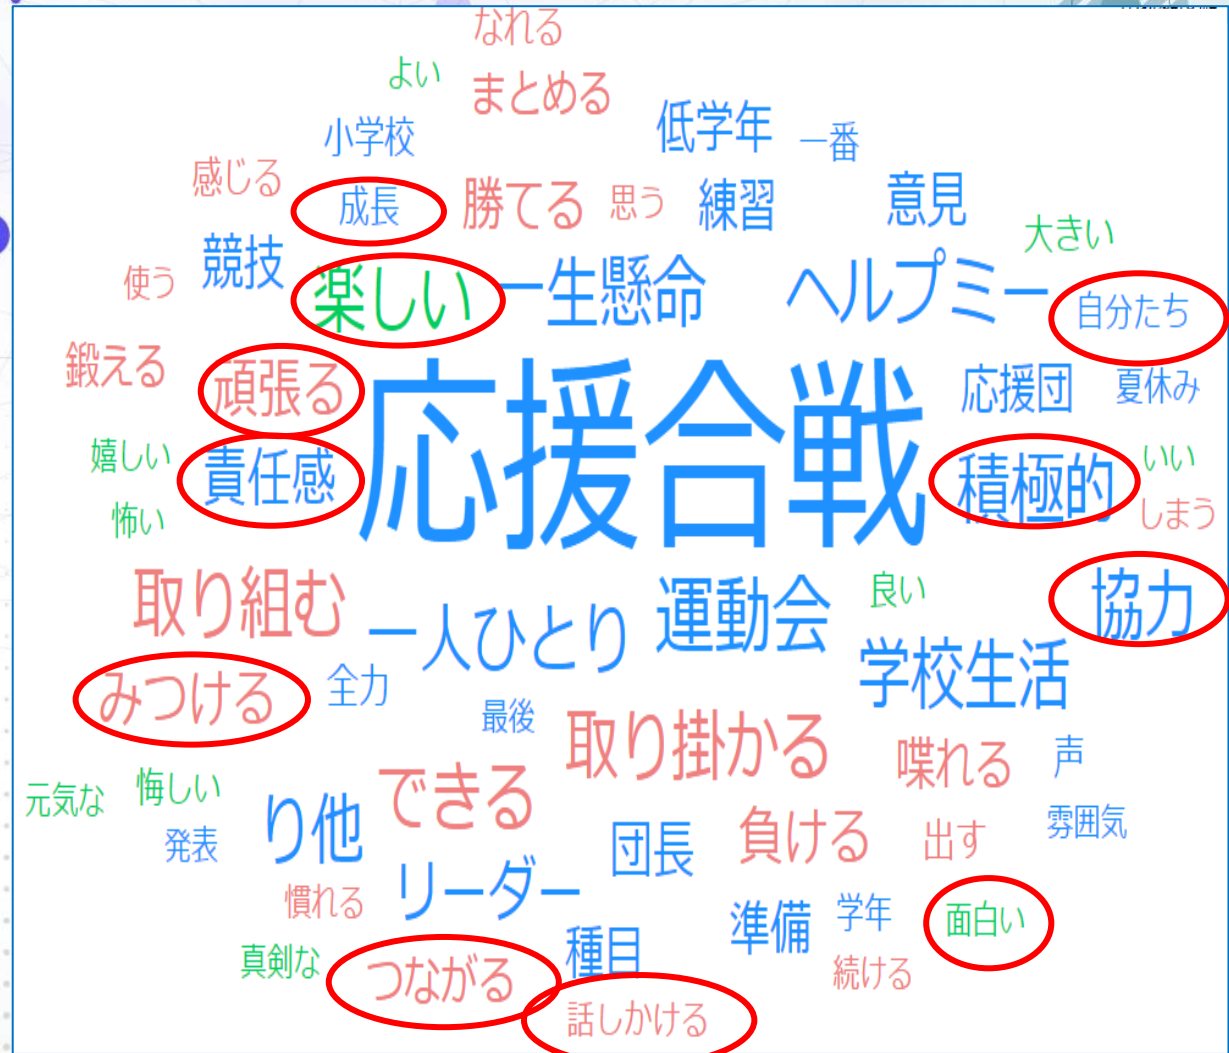 なれる
よい
まとめる
小学校
低学年
一番
感じる
成長
勝てる
思う
練習
意見
大きい
競技
使う
楽しい
一生懸命
ヘルプミー
自分たち
鍛える
頑張る
応援合戦
応援団
夏休み
嬉しい
責任感
積極的
いい
怖い
しまう
取り組む
一人ひとり
運動会
良い
協力
みつける
全力
学校生活
最後
取り掛かる
喋れる
声
元気な
悔しい
できる
発表
り他
団長
負ける
出す
雰囲気
慣れる
リーダー
準備
学年
面白い
真剣な
つながる
種目
続ける
話しかける